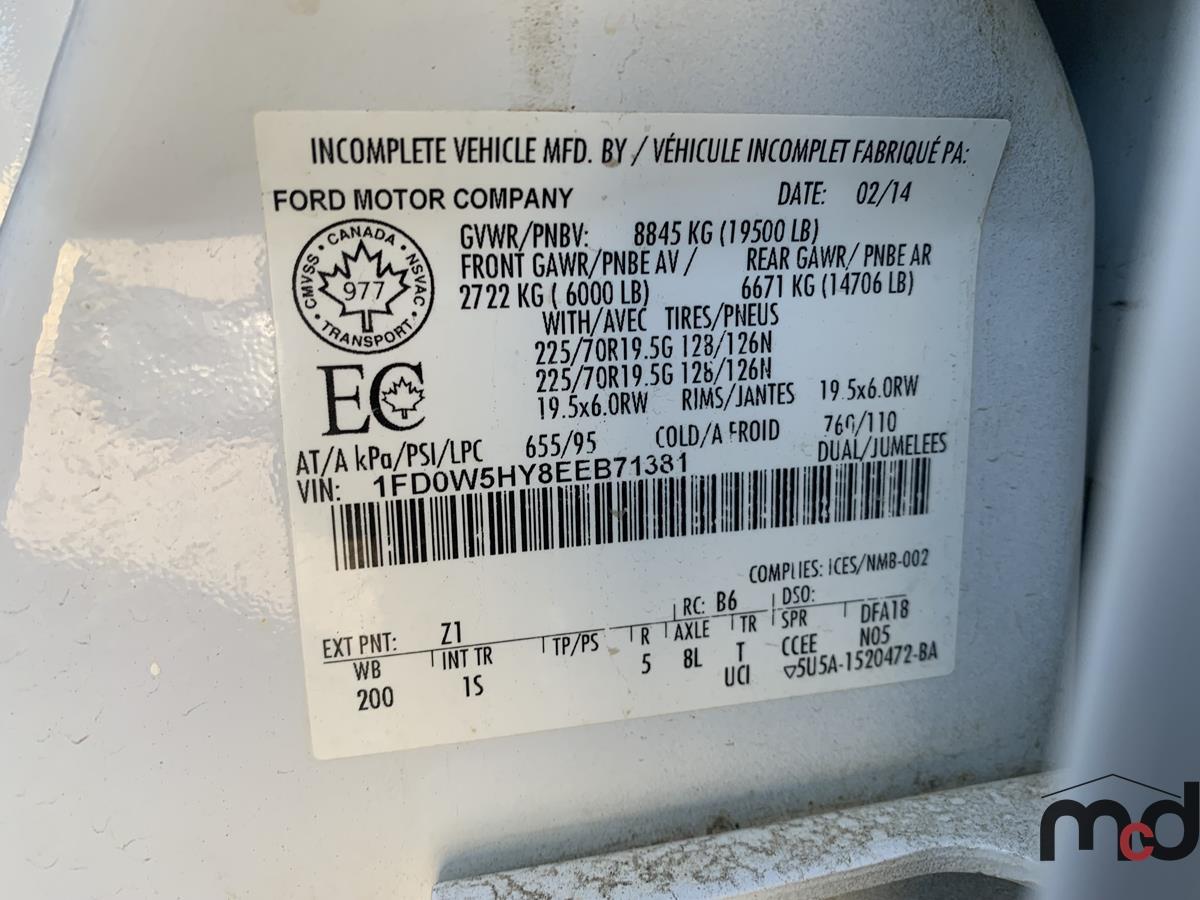 INCOMPLETE VEHICLE MFD. BY / VÉHICULE INCOMPLET FABRIQUÉ PA:
FORD MOTOR COMPANY DATE: 02/14
CMVSS • CANADA • NSVAC • TRANSPORT •
977
GVWR/PNBV: 8845 KG (19500 LB)
FRONT GAWR/PNBE AV / REAR GAWR/ PNBE AR
2722 KG ( 6000 LB) 6671 KG (14706 LB)
WITH/AVEC TIRES/PNEUS
225/70R19.5G 128/126N
225/70R19.5G 128/126N
EC
19.5x6.0RW RIMS/JANTES 19.5x6.0RW
AT/A kPa/PSI/LPC 655/95 COLD/A FROID 760/110
DUAL/JUMELEES
VIN: 1FD0W5HY8EEB71381
COMPLIES: ICES/NMB-002
EXT PNT: Z1 RC: B6 DSO:
WB INT TR TP/PS R AXLE TR SPR DFA18
200 1S 5 8L T CCEE N05
UCI ▽5U5A-1520472-BA
mcd